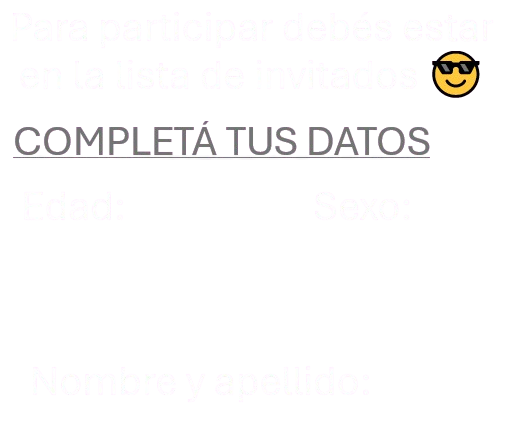 Para participar debés estar
en la lista de invitados 😎
COMPLETÁ TUS DATOS
Edad: Sexo:
Nombre y apellido: